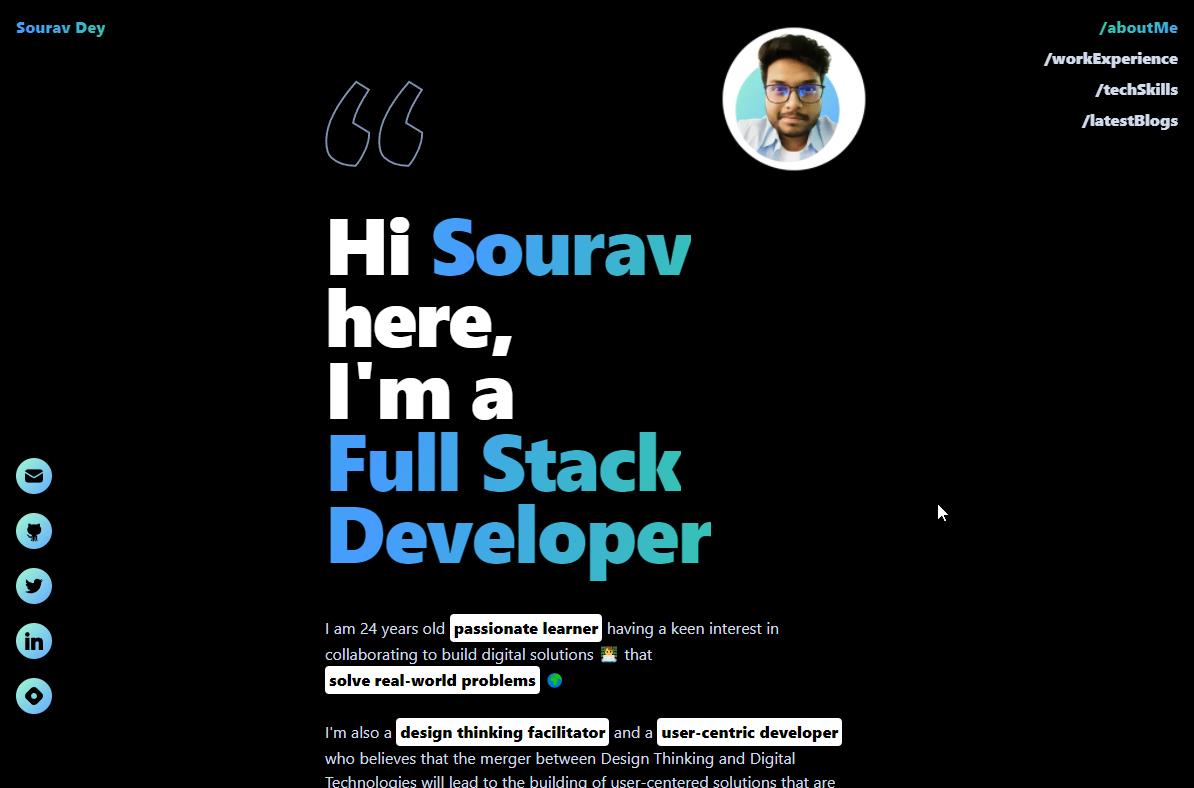 Sourav Dey
/aboutMe
/workExperience
/techSkills
/latestBlogs
“
Hi Sourav
here,
I'm a
Full Stack
Developer
I am 24 years old passionate learner having a keen interest in
collaborating to build digital solutions 👨‍💻 that
solve real-world problems 🌍
I'm also a design thinking facilitator and a user-centric developer
who believes that the merger between Design Thinking and Digital
Technologies will lead to the building of user-centered solutions that are
in